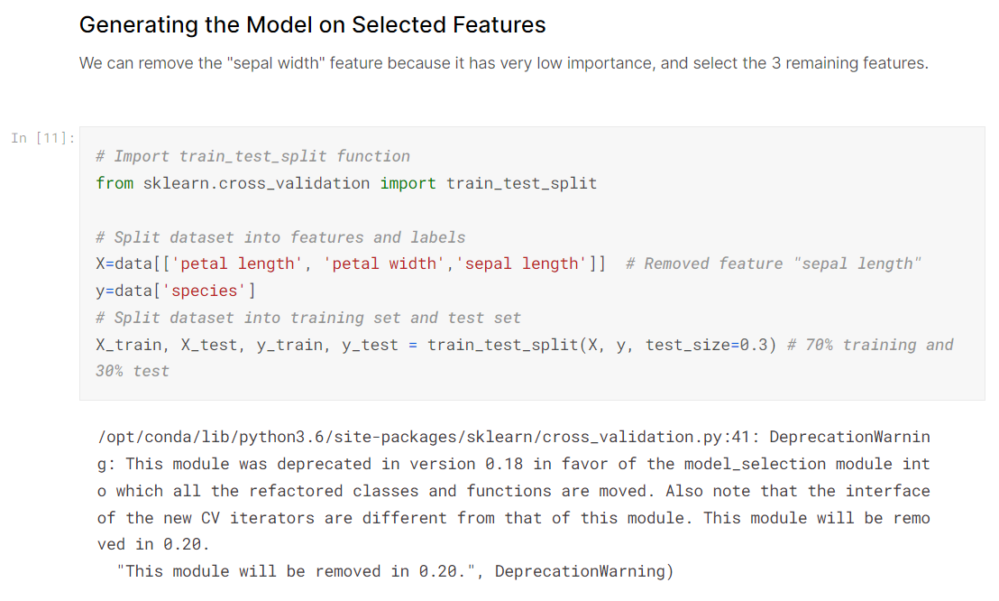 Generating the Model on Selected Features
We can remove the "sepal width" feature because it has very low importance, and select the 3 remaining features.
In [11]:
# Import train_test_split function
from sklearn.cross_validation import train_test_split
# Split dataset into features and labels
X=data[['petal length', 'petal width','sepal length']]  # Removed feature "sepal length"
y=data['species']
# Split dataset into training set and test set
X_train, X_test, y_train, y_test = train_test_split(X, y, test_size=0.3) # 70% training and
30% test
/opt/conda/lib/python3.6/site-packages/sklearn/cross_validation.py:41: DeprecationWarnin
g: This module was deprecated in version 0.18 in favor of the model_selection module int
o which all the refactored classes and functions are moved. Also note that the interface
of the new CV iterators are different from that of this module. This module will be remo
ved in 0.20.
  "This module will be removed in 0.20.", DeprecationWarning)